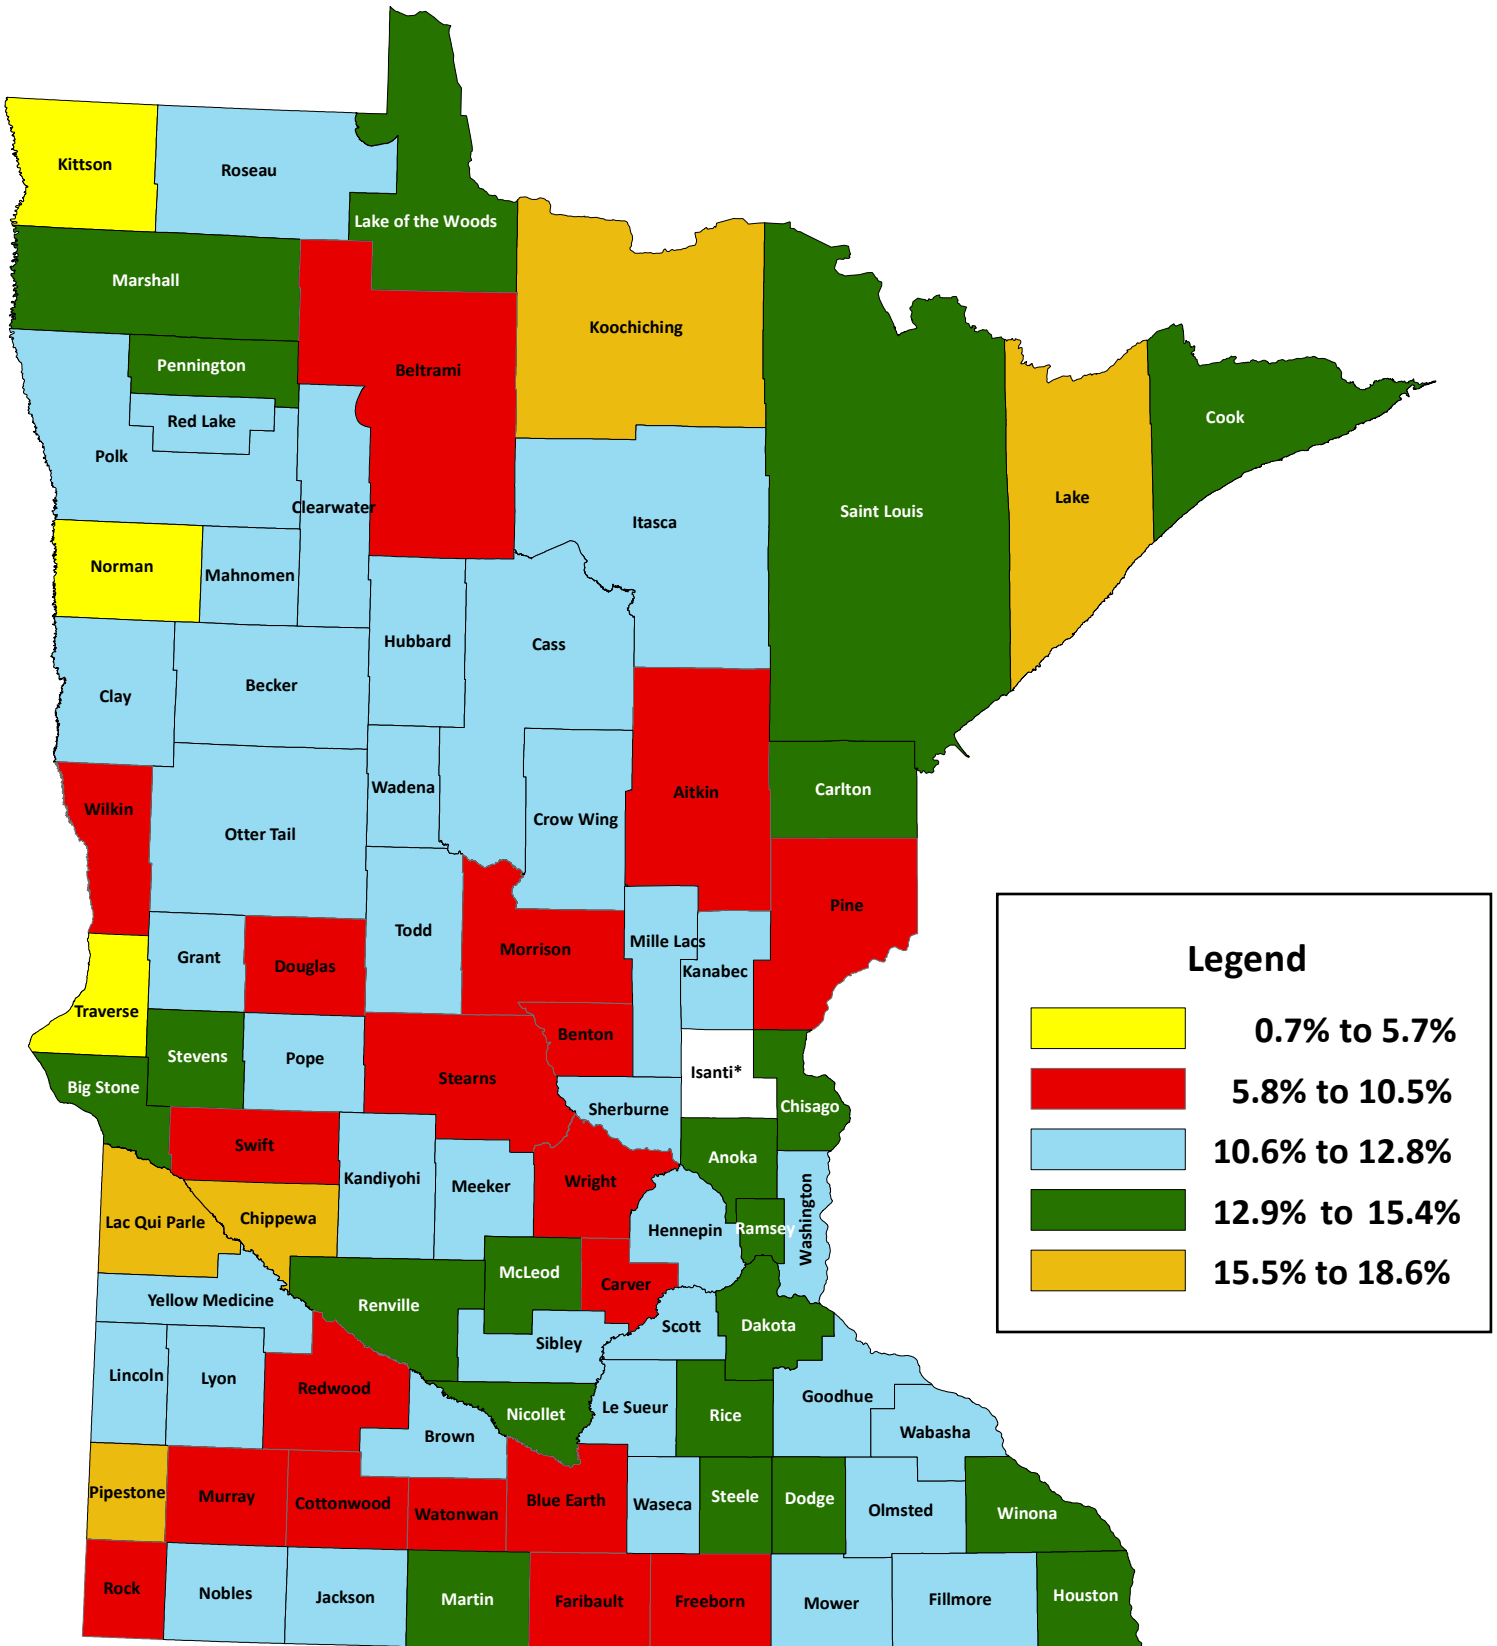 Kittson
Roseau
Lake of the Woods
Marshall
Koochiching
Pennington
Beltrami
Red Lake
Cook
Polk
Lake
Clearwater
Saint Louis
Itasca
Norman
Mahnomen
Hubbard
Cass
Becker
Clay
Wadena
Carlton
Aitkin
Wilkin
Crow Wing
Otter Tail
Pine
Todd
Mille Lacs
Morrison
Grant
Douglas
Kanabec
Legend
Traverse
0.7% to 5.7%
Benton
Stevens
Pope
Isanti*
Stearns
Big Stone
5.8% to 10.5%
Chisago
Sherburne
Swift
10.6% to 12.8%
Anoka
Kandiyohi
Wright
Meeker
Washington
12.9% to 15.4%
Chippewa
Lac Qui Parle
Hennepin
Ramsey
McLeod
15.5% to 18.6%
Carver
Yellow Medicine
Renville
Scott
Dakota
Sibley
Lincoln
Lyon
Redwood
Goodhue
Le Sueur
Nicollet
Rice
Wabasha
Brown
Pipestone
Murray
Steele
Dodge
Blue Earth
Cottonwood
Waseca
Olmsted
Watonwan
Winona
Rock
Nobles
Houston
Jackson
Martin
Fillmore
Faribault
Freeborn
Mower